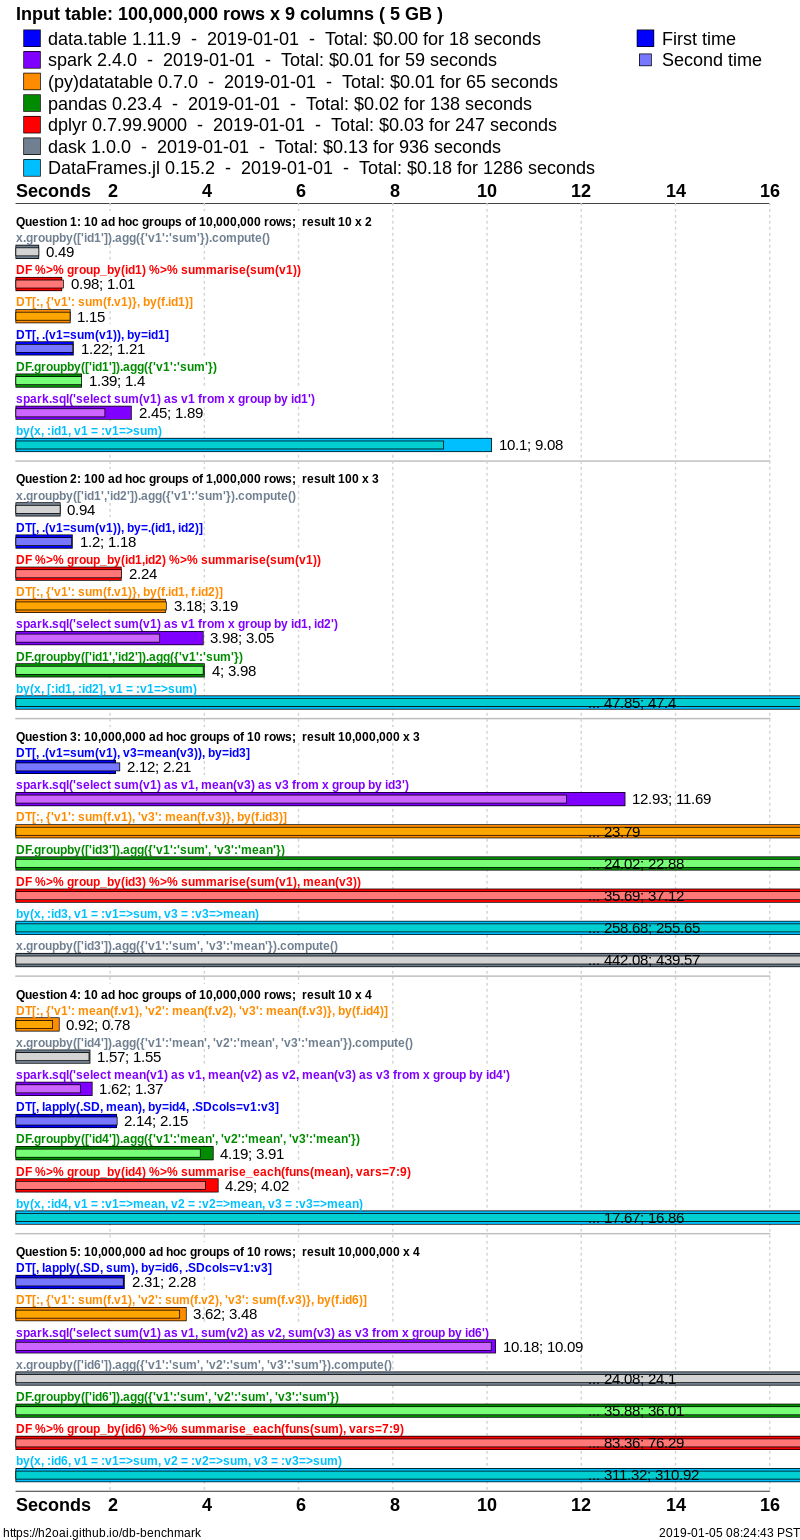 Input table: 100,000,000 rows x 9 columns ( 5 GB )
data.table 1.11.9  -  2019-01-01  -  Total: $0.00 for 18 seconds
First time
spark 2.4.0  -  2019-01-01  -  Total: $0.01 for 59 seconds
Second time
(py)datatable 0.7.0  -  2019-01-01  -  Total: $0.01 for 65 seconds
pandas 0.23.4  -  2019-01-01  -  Total: $0.02 for 138 seconds
dplyr 0.7.99.9000  -  2019-01-01  -  Total: $0.03 for 247 seconds
dask 1.0.0  -  2019-01-01  -  Total: $0.13 for 936 seconds
DataFrames.jl 0.15.2  -  2019-01-01  -  Total: $0.18 for 1286 seconds
Seconds 2 4 6 8 10 12 14 16
Question 1: 10 ad hoc groups of 10,000,000 rows;  result 10 x 2
x.groupby(['id1']).agg({'v1':'sum'}).compute()
0.49
DF %>% group_by(id1) %>% summarise(sum(v1))
0.98; 1.01
DT[:, {'v1': sum(f.v1)}, by(f.id1)]
1.15
DT[, .(v1=sum(v1)), by=id1]
1.22; 1.21
DF.groupby(['id1']).agg({'v1':'sum'})
1.39; 1.4
spark.sql('select sum(v1) as v1 from x group by id1')
2.45; 1.89
by(x, :id1, v1 = :v1=>sum)
10.1; 9.08
Question 2: 100 ad hoc groups of 1,000,000 rows;  result 100 x 3
x.groupby(['id1','id2']).agg({'v1':'sum'}).compute()
0.94
DT[, .(v1=sum(v1)), by=.(id1, id2)]
1.2; 1.18
DF %>% group_by(id1,id2) %>% summarise(sum(v1))
2.24
DT[:, {'v1': sum(f.v1)}, by(f.id1, f.id2)]
3.18; 3.19
spark.sql('select sum(v1) as v1 from x group by id1, id2')
3.98; 3.05
DF.groupby(['id1','id2']).agg({'v1':'sum'})
4; 3.98
by(x, [:id1, :id2], v1 = :v1=>sum)
... 47.85; 47.4
Question 3: 10,000,000 ad hoc groups of 10 rows;  result 10,000,000 x 3
DT[, .(v1=sum(v1), v3=mean(v3)), by=id3]
2.12; 2.21
spark.sql('select sum(v1) as v1, mean(v3) as v3 from x group by id3')
12.93; 11.69
DT[:, {'v1': sum(f.v1), 'v3': mean(f.v3)}, by(f.id3)]
... 23.79
DF.groupby(['id3']).agg({'v1':'sum', 'v3':'mean'})
... 24.02; 22.88
DF %>% group_by(id3) %>% summarise(sum(v1), mean(v3))
... 35.69; 37.12
by(x, :id3, v1 = :v1=>sum, v3 = :v3=>mean)
... 258.68; 255.65
x.groupby(['id3']).agg({'v1':'sum', 'v3':'mean'}).compute()
... 442.08; 439.57
Question 4: 10 ad hoc groups of 10,000,000 rows;  result 10 x 4
DT[:, {'v1': mean(f.v1), 'v2': mean(f.v2), 'v3': mean(f.v3)}, by(f.id4)]
0.92; 0.78
x.groupby(['id4']).agg({'v1':'mean', 'v2':'mean', 'v3':'mean'}).compute()
1.57; 1.55
spark.sql('select mean(v1) as v1, mean(v2) as v2, mean(v3) as v3 from x group by id4')
1.62; 1.37
DT[, lapply(.SD, mean), by=id4, .SDcols=v1:v3]
2.14; 2.15
DF.groupby(['id4']).agg({'v1':'mean', 'v2':'mean', 'v3':'mean'})
4.19; 3.91
DF %>% group_by(id4) %>% summarise_each(funs(mean), vars=7:9)
4.29; 4.02
by(x, :id4, v1 = :v1=>mean, v2 = :v2=>mean, v3 = :v3=>mean)
... 17.67; 16.86
Question 5: 10,000,000 ad hoc groups of 10 rows;  result 10,000,000 x 4
DT[, lapply(.SD, sum), by=id6, .SDcols=v1:v3]
2.31; 2.28
DT[:, {'v1': sum(f.v1), 'v2': sum(f.v2), 'v3': sum(f.v3)}, by(f.id6)]
3.62; 3.48
spark.sql('select sum(v1) as v1, sum(v2) as v2, sum(v3) as v3 from x group by id6')
10.18; 10.09
x.groupby(['id6']).agg({'v1':'sum', 'v2':'sum', 'v3':'sum'}).compute()
... 24.08; 24.1
DF.groupby(['id6']).agg({'v1':'sum', 'v2':'sum', 'v3':'sum'})
... 35.88; 36.01
DF %>% group_by(id6) %>% summarise_each(funs(sum), vars=7:9)
... 83.36; 76.29
by(x, :id6, v1 = :v1=>sum, v2 = :v2=>sum, v3 = :v3=>sum)
... 311.32; 310.92
Seconds 2 4 6 8 10 12 14 16
https://h2oai.github.io/db-benchmark
2019-01-05 08:24:43 PST